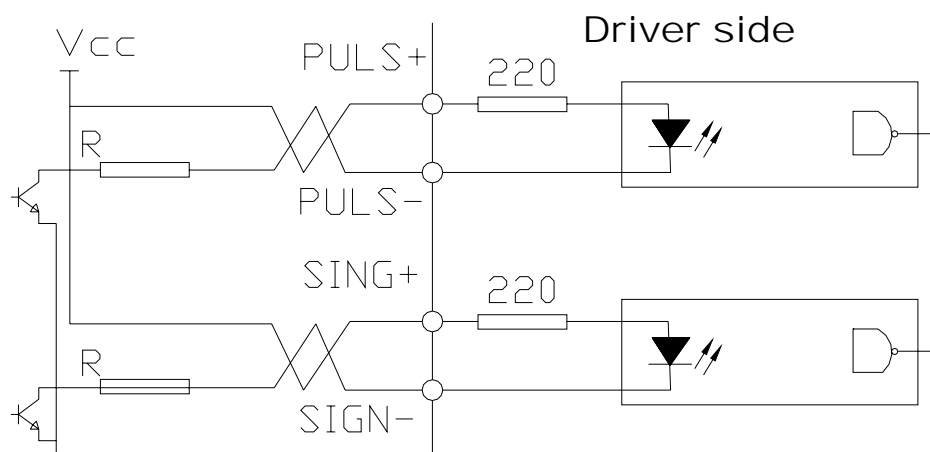 Driver side
Vcc
PULS+
220
R
PULS-
SING+
220
R
SIGN-